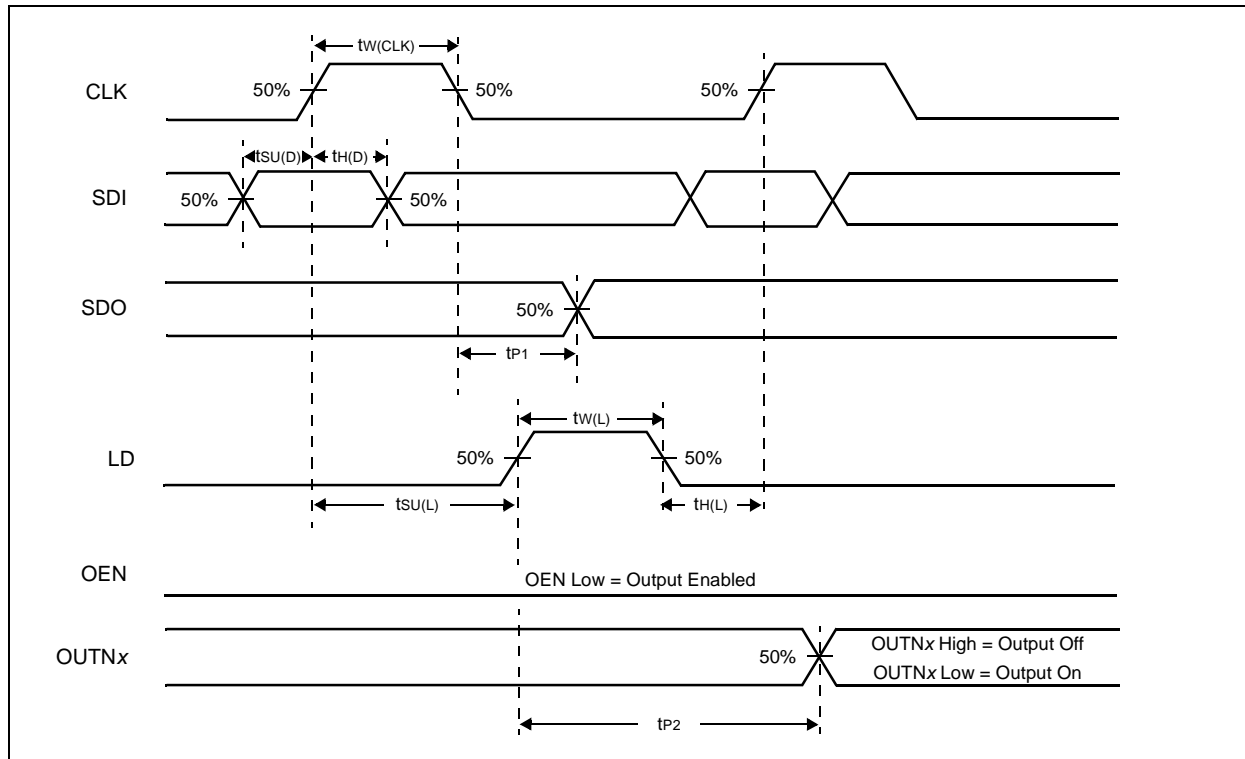 tW(CLK)
CLK
50%
50%
50%
tSU(D)
tH(D)
SDI
50%
50%
SDO
50%
tP1
tW(L)
LD
50%
50%
tSU(L)
tH(L)
OEN
OEN Low = Output Enabled
OUTNx
50%
OUTNx High = Output Off
OUTNx Low = Output On
tP2